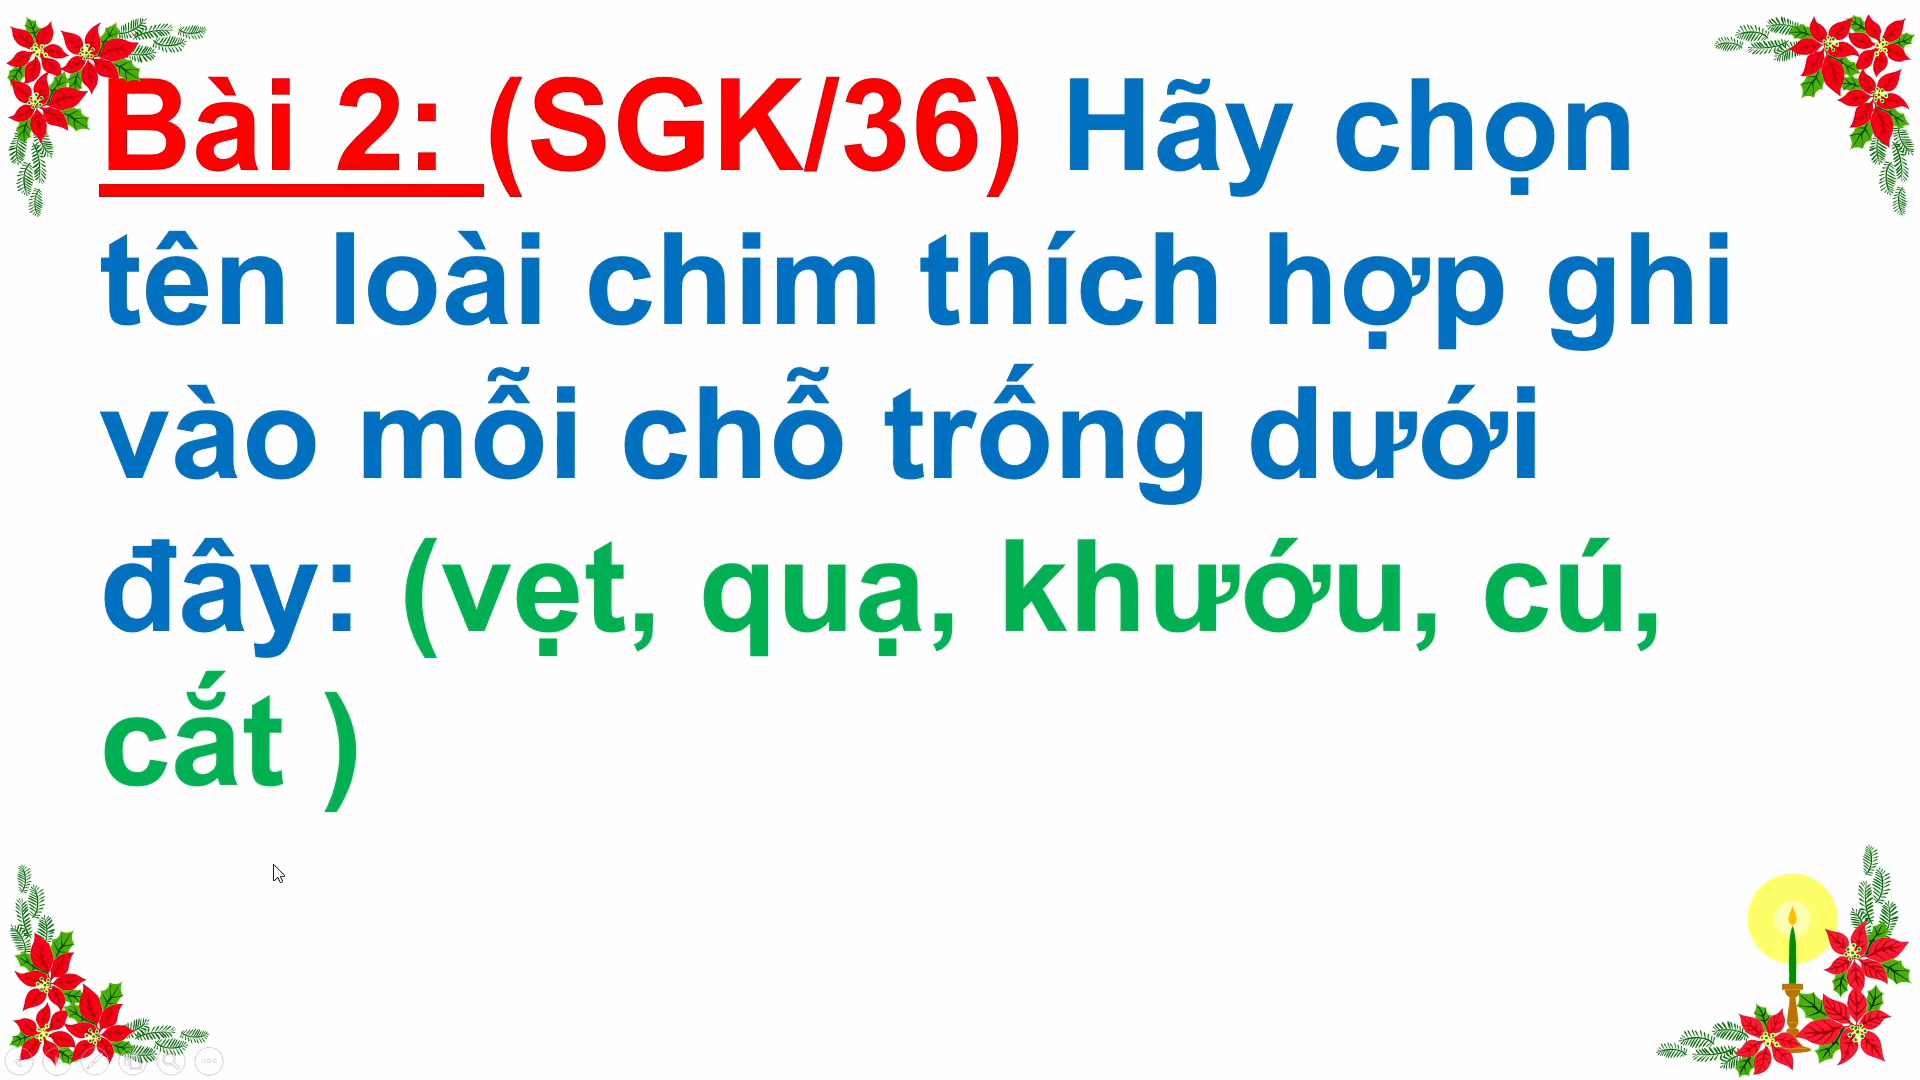 Bài 2: (SGK/36) Hãy chọn
tên loài chim thích hợp ghi
vào mỗi chỗ trống dưới
đây: (vẹt, quạ, khướu, cú,
cắt )